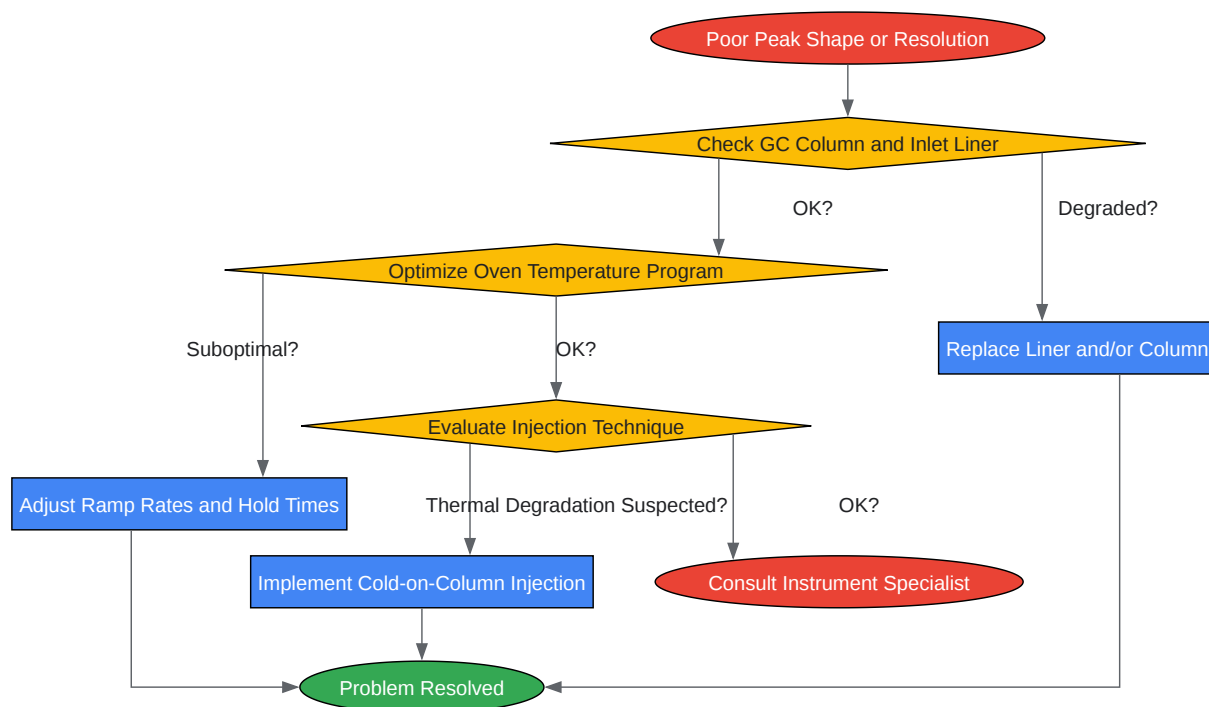 Poor Peak Shape or Resolution
Check GC Column and Inlet Liner
OK?
Degraded?
Optimize Oven Temperature Program
Suboptimal?
OK?
Replace Liner and/or Column
Evaluate Injection Technique
Adjust Ramp Rates and Hold Times
Thermal Degradation Suspected?
OK?
Implement Cold-on-Column Injection
Consult Instrument Specialist
Problem Resolved